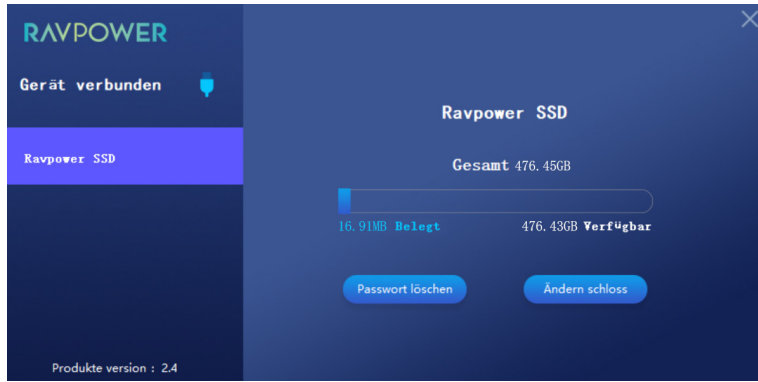 RAVPOWER
Gerät verbunden
Ravpower SSD
Produkte version : 2.4
Ravpower SSD
Gesamt 476.45GB
16.91MB Belegt 476.43GB Verfügbar
Passwort löschen Ändern schloss